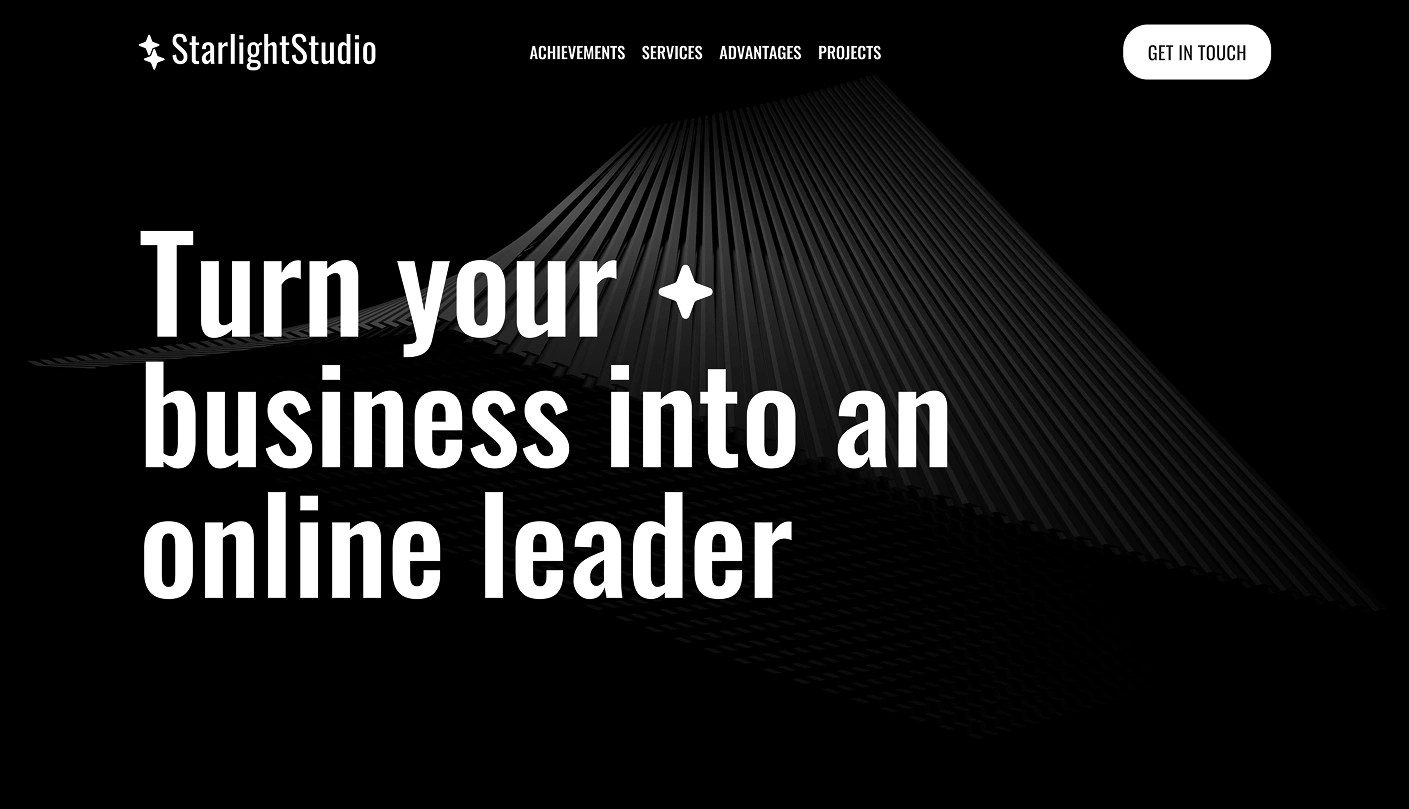 StarlightStudio
ACHIEVEMENTS SERVICES ADVANTAGES PROJECTS
GET IN TOUCH
Turn your
business into an
online leader